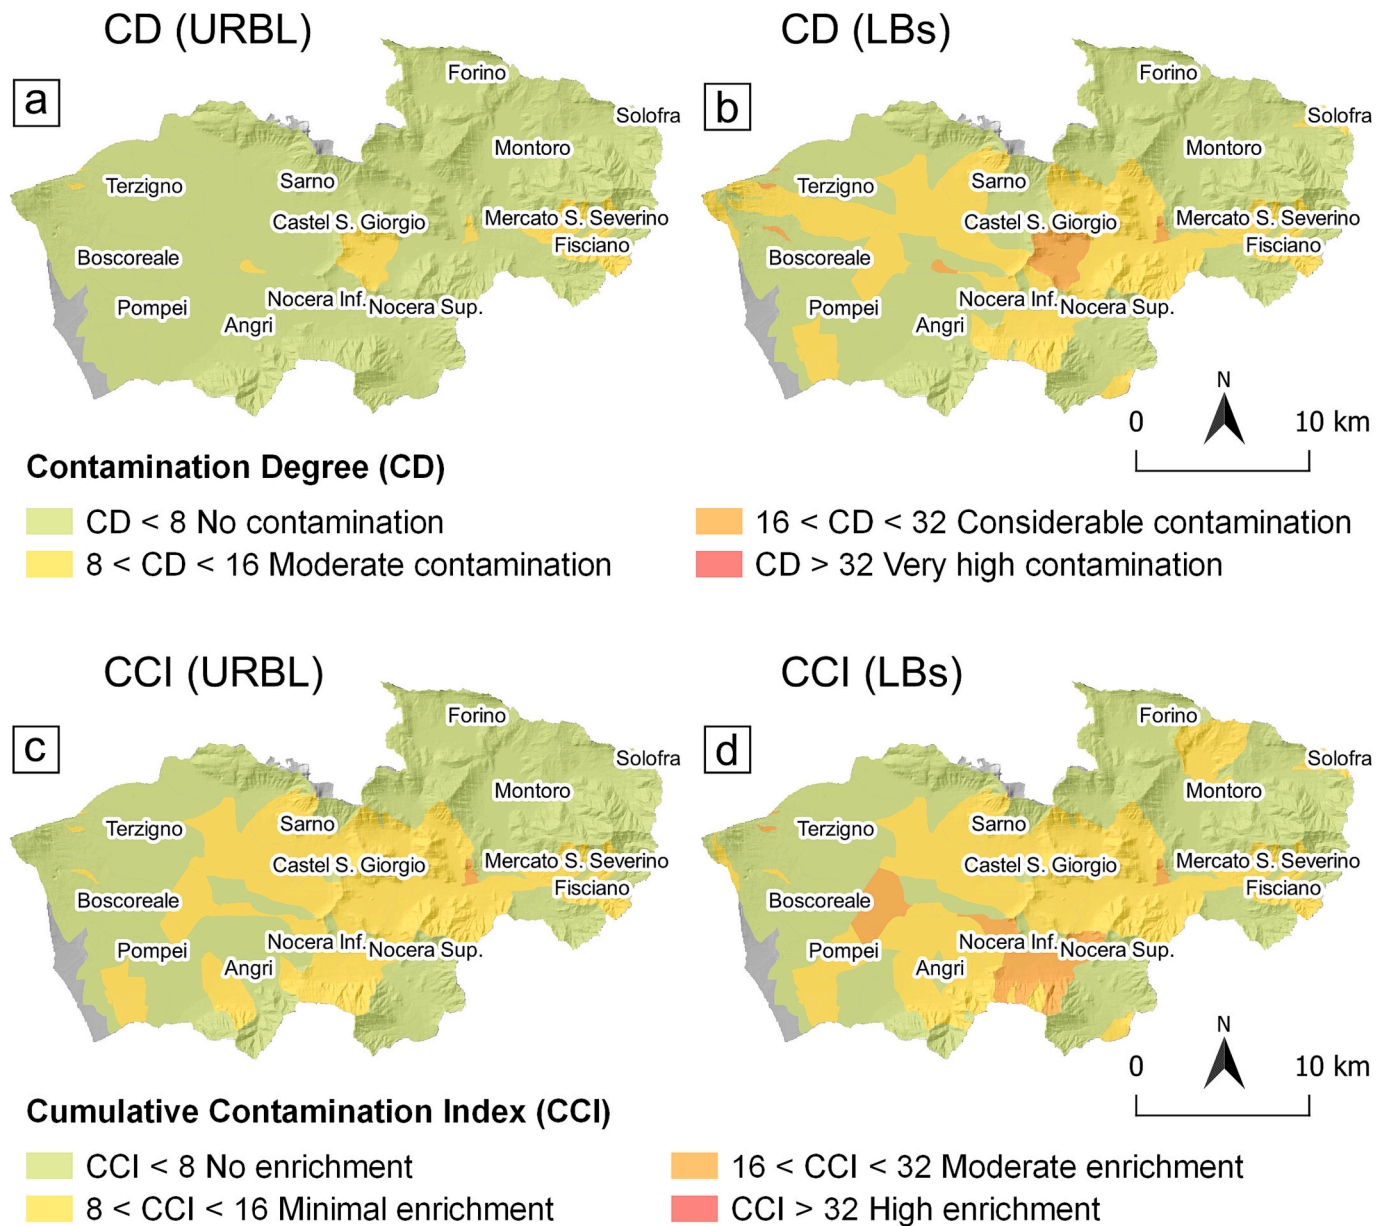 CD (URBL)
CD (LBs)
a
Forino
Solofra
Montoro
Terzigno
Sarno
Castel S. Giorgio
Mercato S. Severino
Fisciano
Boscoreale
Pompei
Nocera Inf.
Nocera Sup.
Angri
b
Forino
Solofra
Montoro
Terzigno
Sarno
Castel S. Giorgio
Mercato S. Severino
Fisciano
Boscoreale
Pompei
Nocera Inf.
Nocera Sup.
Angri
N
0 10 km
Contamination Degree (CD)
CD < 8 No contamination
8 < CD < 16 Moderate contamination
16 < CD < 32 Considerable contamination
CD > 32 Very high contamination
CCI (URBL)
CCI (LBs)
c
Forino
Solofra
Montoro
Terzigno
Sarno
Castel S. Giorgio
Mercato S. Severino
Fisciano
Boscoreale
Pompei
Nocera Inf.
Nocera Sup.
Angri
d
Forino
Solofra
Montoro
Terzigno
Sarno
Castel S. Giorgio
Mercato S. Severino
Fisciano
Boscoreale
Pompei
Nocera Inf.
Nocera Sup.
Angri
N
0 10 km
Cumulative Contamination Index (CCI)
CCI < 8 No enrichment
8 < CCI < 16 Minimal enrichment
16 < CCI < 32 Moderate enrichment
CCI > 32 High enrichment